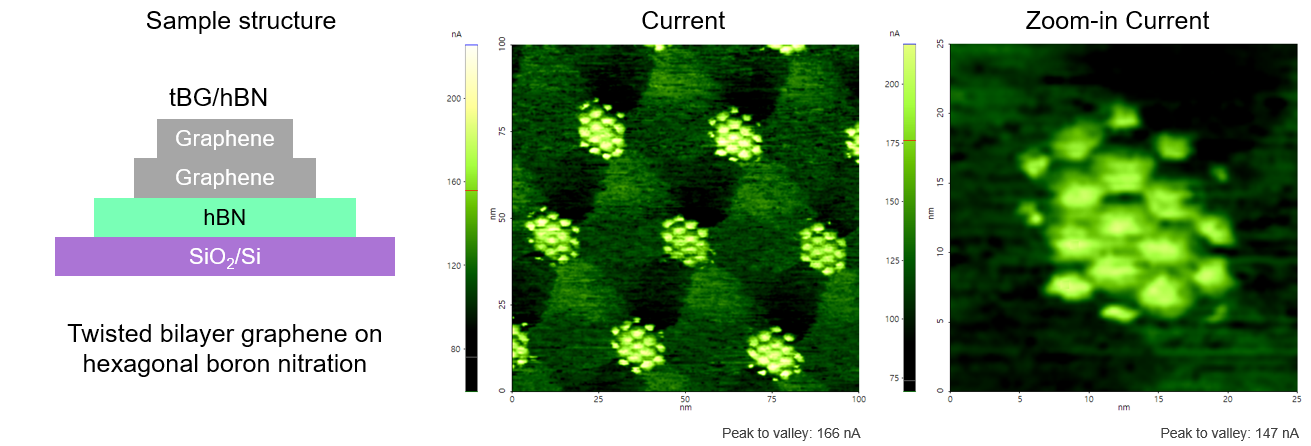 Sample structure
tBG/hBN
Graphene
Graphene
hBN
SiO2/Si
Twisted bilayer graphene on
hexagonal boron nitration
Current
nA
200
160
120
80
nm
100
75
50
25
0
0 25 50 75 100
nm
Peak to valley: 166 nA
Zoom-in Current
nA
200
175
150
125
100
75
nm
25
20
15
10
5
0
0 5 10 15 20 25
nm
Peak to valley: 147 nA